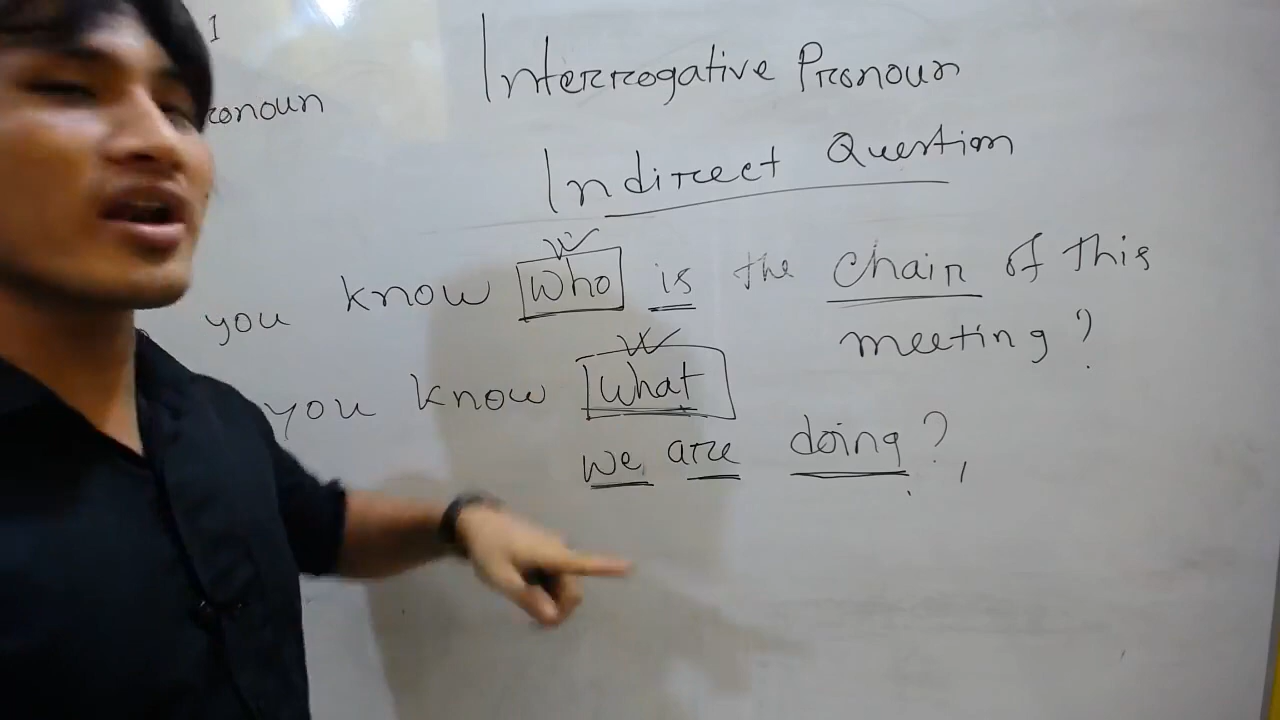 1
ronoun
Interrogative Pronoun
Indirect Question
you know Who is the chair of this
meeting?
you know What
we are doing?